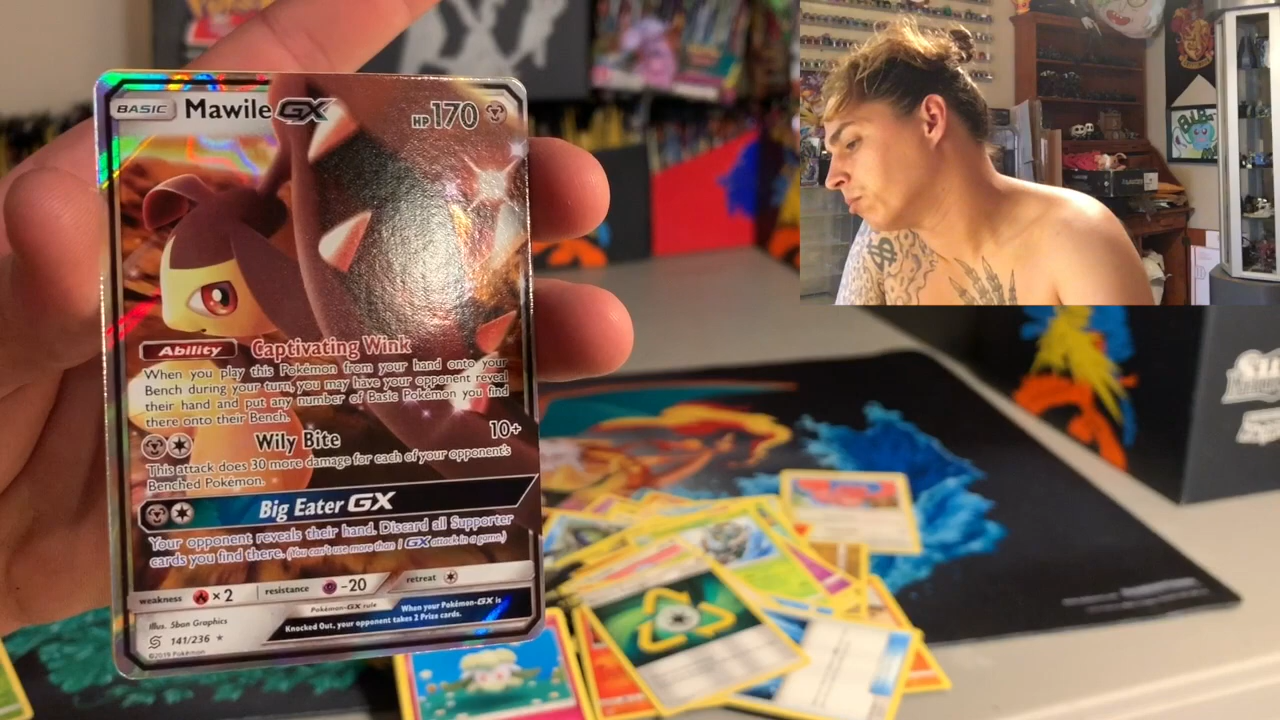 BASIC Mawile GX HP 170
Ability Captivating Wink
When you play this Pokémon from your hand onto your
Bench during your turn, you may have your opponent reveal
their hand and put any number of Basic Pokémon you find
there onto their Bench.
Wily Bite 10+
This attack does 30 more damage for each of your opponent's
Benched Pokémon.
Big Eater GX
Your opponent reveals their hand. Discard all Supporter
cards you find there. (You can't use more than 1 GX attack in a game.)
weakness ×2 resistance -20 retreat
Pokémon-GX rule When your Pokémon-GX is
Knocked Out, your opponent takes 2 Prize cards.
Illus. 5ban Graphics
141/236
©2019 Pokémon